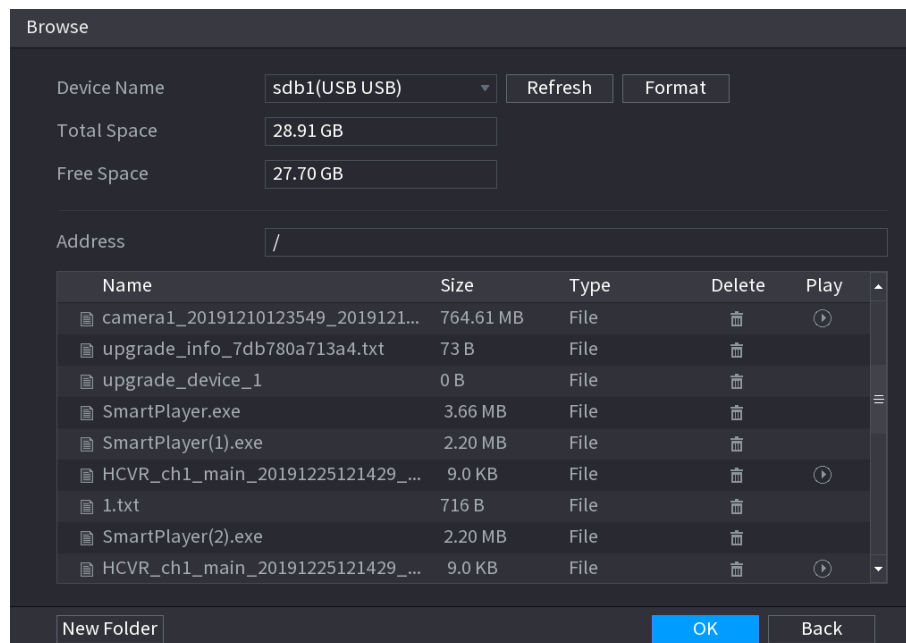 Browse
Device Name sdb1(USB USB) Refresh Format
Total Space 28.91 GB
Free Space 27.70 GB
Address /
Name Size Type Delete Play
camera1_20191210123549_2019121... 764.61 MB File
upgrade_info_7db780a713a4.txt 73 B File
upgrade_device_1 0 B File
SmartPlayer.exe 3.66 MB File
SmartPlayer(1).exe 2.20 MB File
HCVR_ch1_main_20191225121429_... 9.0 KB File
1.txt 716 B File
SmartPlayer(2).exe 2.20 MB File
HCVR_ch1_main_20191225121429_... 9.0 KB File
New Folder OK Back